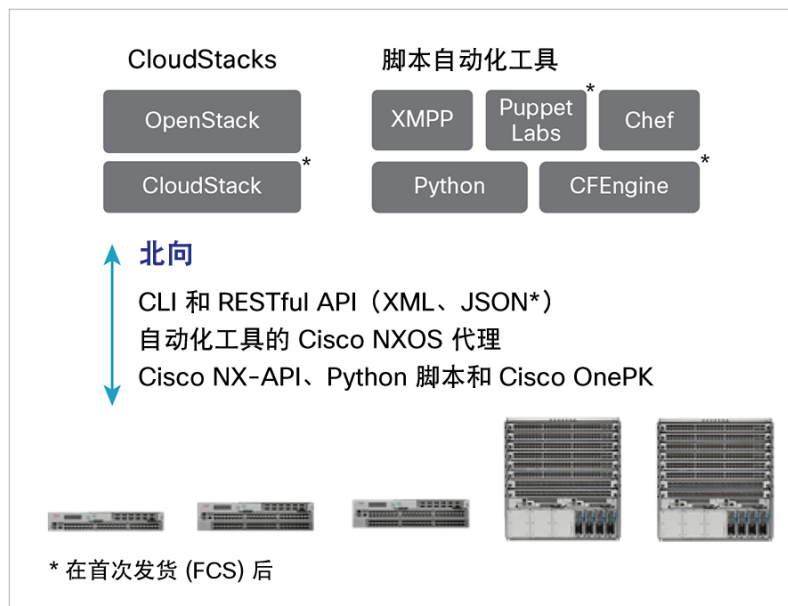 CloudStacks
脚本自动化工具
OpenStack
XMPP
Puppet Labs*
Chef
CloudStack*
Python
CFEngine*
北向
CLI 和 RESTful API（XML、JSON*）
自动化工具的 Cisco NXOS 代理
Cisco NX-API、Python 脚本和 Cisco OnePK
* 在首次发货 (FCS) 后